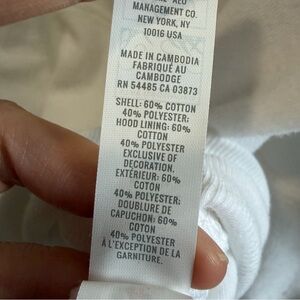 AEO
MANAGEMENT CO.
NEW YORK, NY
10016 USA
MADE IN CAMBODIA
FABRIQUÉ AU
CAMBODGE
RN 54485 CA 03873
SHELL: 60% COTTON
40% POLYESTER;
HOOD LINING: 60%
COTTON
40% POLYESTER
EXCLUSIVE OF
DECORATION.
EXTÉRIEUR: 60%
COTON
40% POLYESTER;
DOUBLURE DE
CAPUCHON: 60%
COTON
40% POLYESTER
À L'EXCEPTION DE LA
GARNITURE.